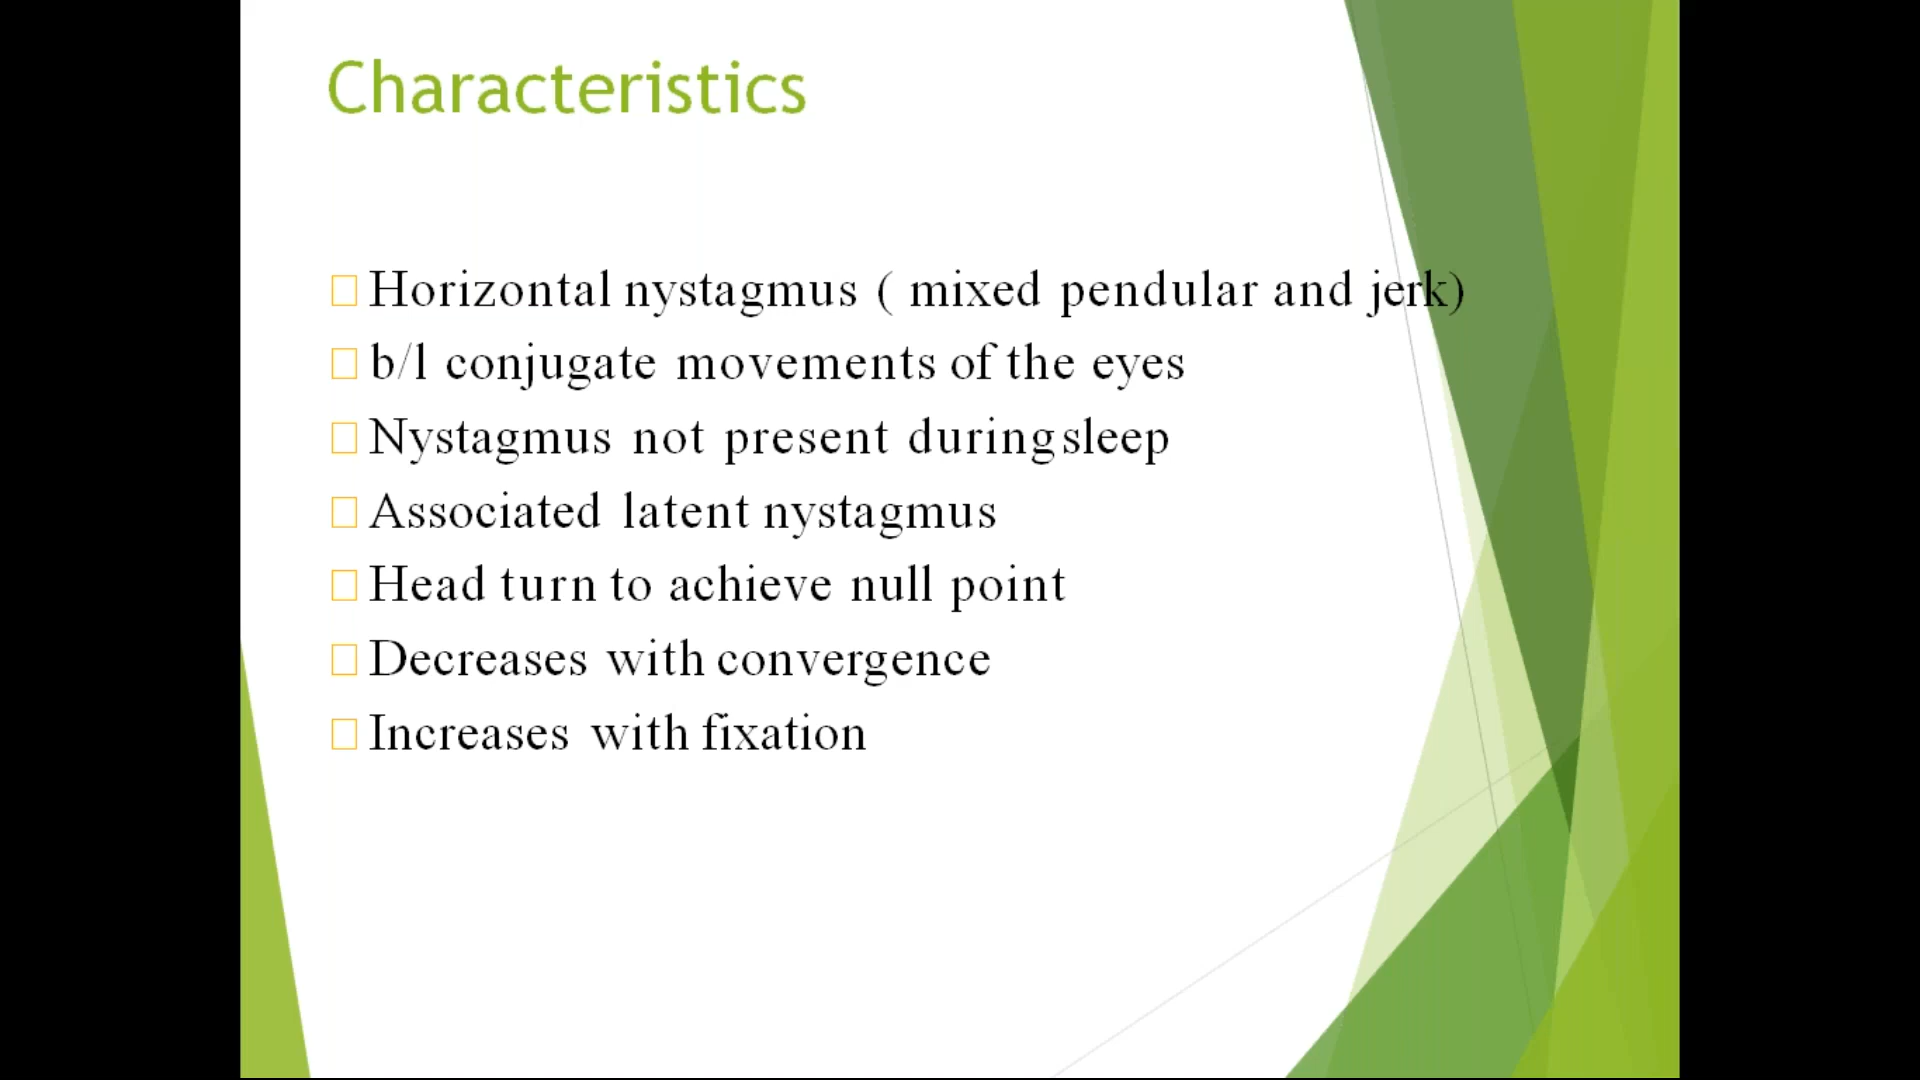 Characteristics
Horizontal nystagmus ( mixed pendular and jerk)
b/l conjugate movements of the eyes
Nystagmus not present during sleep
Associated latent nystagmus
Head turn to achieve null point
Decreases with convergence
Increases with fixation